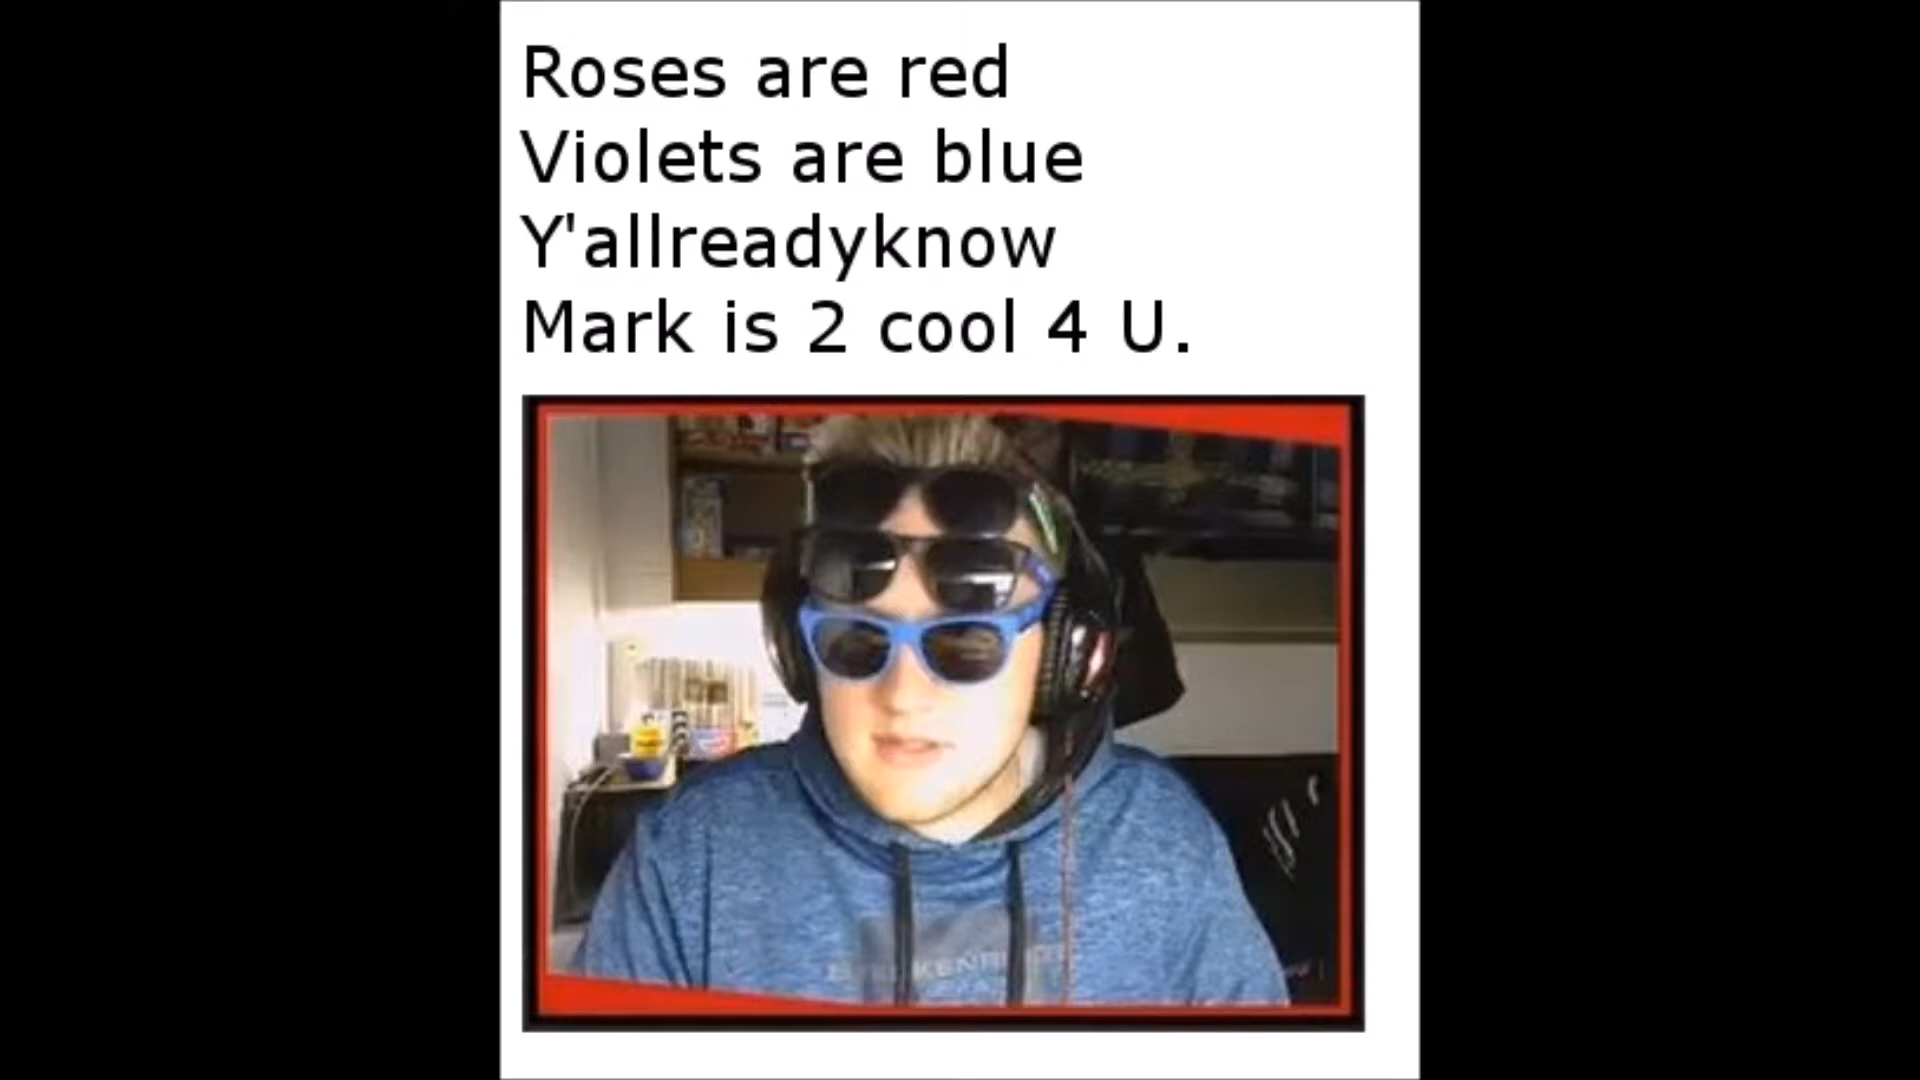 Roses are red
Violets are blue
Y'allreadyknow
Mark is 2 cool 4 U.